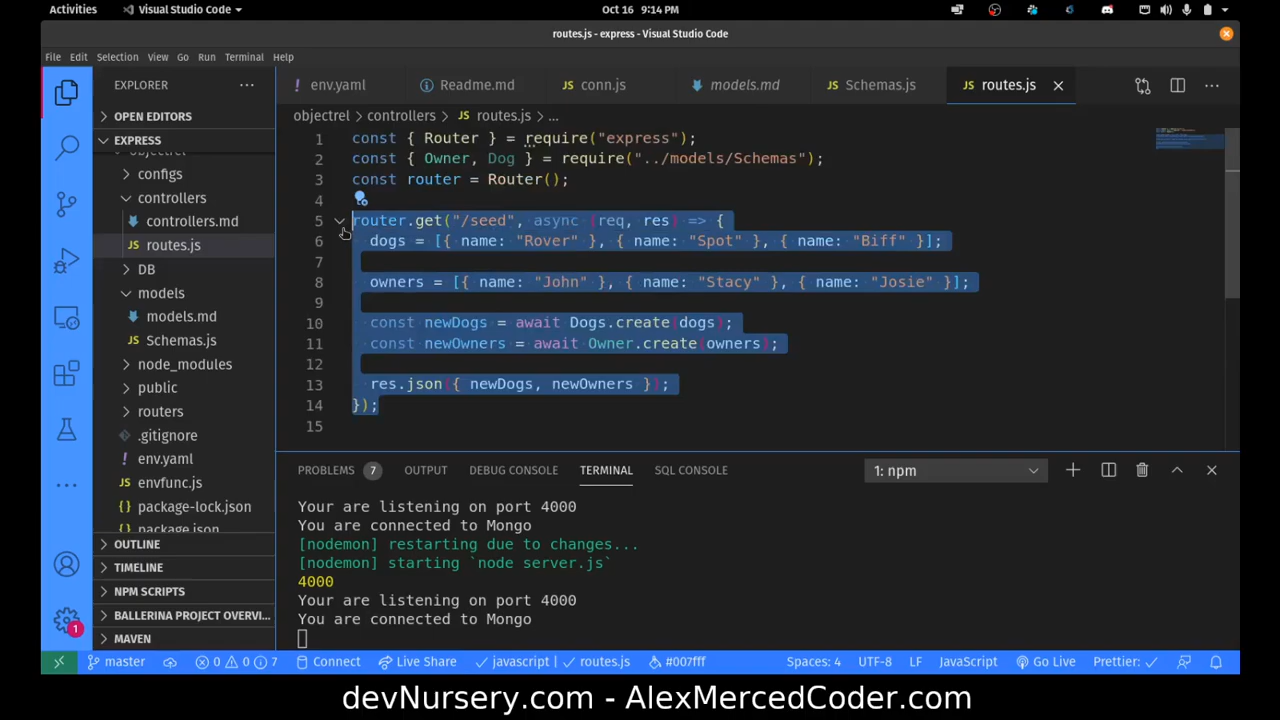 Activities
Visual Studio Code
Oct 16 9:14 PM
routes.js - express - Visual Studio Code
File Edit Selection View Go Run Terminal Help
EXPLORER
env.yaml
Readme.md
conn.js
models.md
Schemas.js
routes.js
objectrel > controllers > routes.js > ...
OPEN EDITORS
EXPRESS
objectrel
configs
controllers
controllers.md
routes.js
DB
models
models.md
Schemas.js
node_modules
public
routers
.gitignore
env.yaml
envfunc.js
package-lock.json
package.json
OUTLINE
TIMELINE
NPM SCRIPTS
BALLERINA PROJECT OVERVI...
MAVEN
1 const { Router } = require("express");
2 const { Owner, Dog } = require("../models/Schemas");
3 const router = Router();
4
5 router.get("/seed", async (req, res) => {
6 dogs = [{ name: "Rover" }, { name: "Spot" }, { name: "Biff" }];
7
8 owners = [{ name: "John" }, { name: "Stacy" }, { name: "Josie" }];
9
10 const newDogs = await Dogs.create(dogs);
11 const newOwners = await Owner.create(owners);
12
13 res.json({ newDogs, newOwners });
14 });
15
PROBLEMS 7 OUTPUT DEBUG CONSOLE TERMINAL SQL CONSOLE
1: npm
Your are listening on port 4000
You are connected to Mongo
[nodemon] restarting due to changes...
[nodemon] starting `node server.js`
4000
Your are listening on port 4000
You are connected to Mongo
1
master 0 0 7 Connect Live Share javascript | routes.js #007fff Spaces: 4 UTF-8 LF JavaScript Go Live Prettier:
devNursery.com - AlexMercedCoder.com